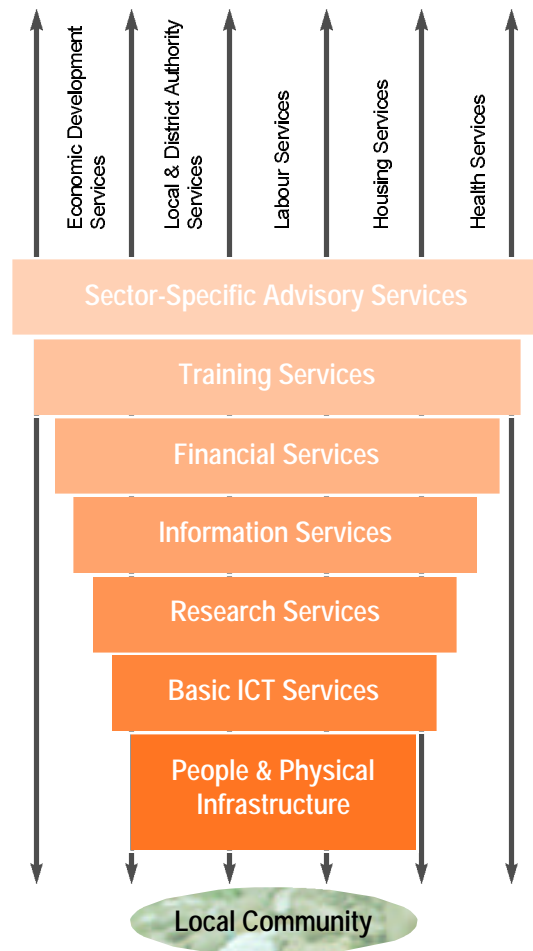 Economic Development
Services
Local & District Authority
Services
Labour Services
Housing Services
Health Services
Sector-Specific Advisory Services
Training Services
Financial Services
Information Services
Research Services
Basic ICT Services
People & Physical
Infrastructure
Local Community